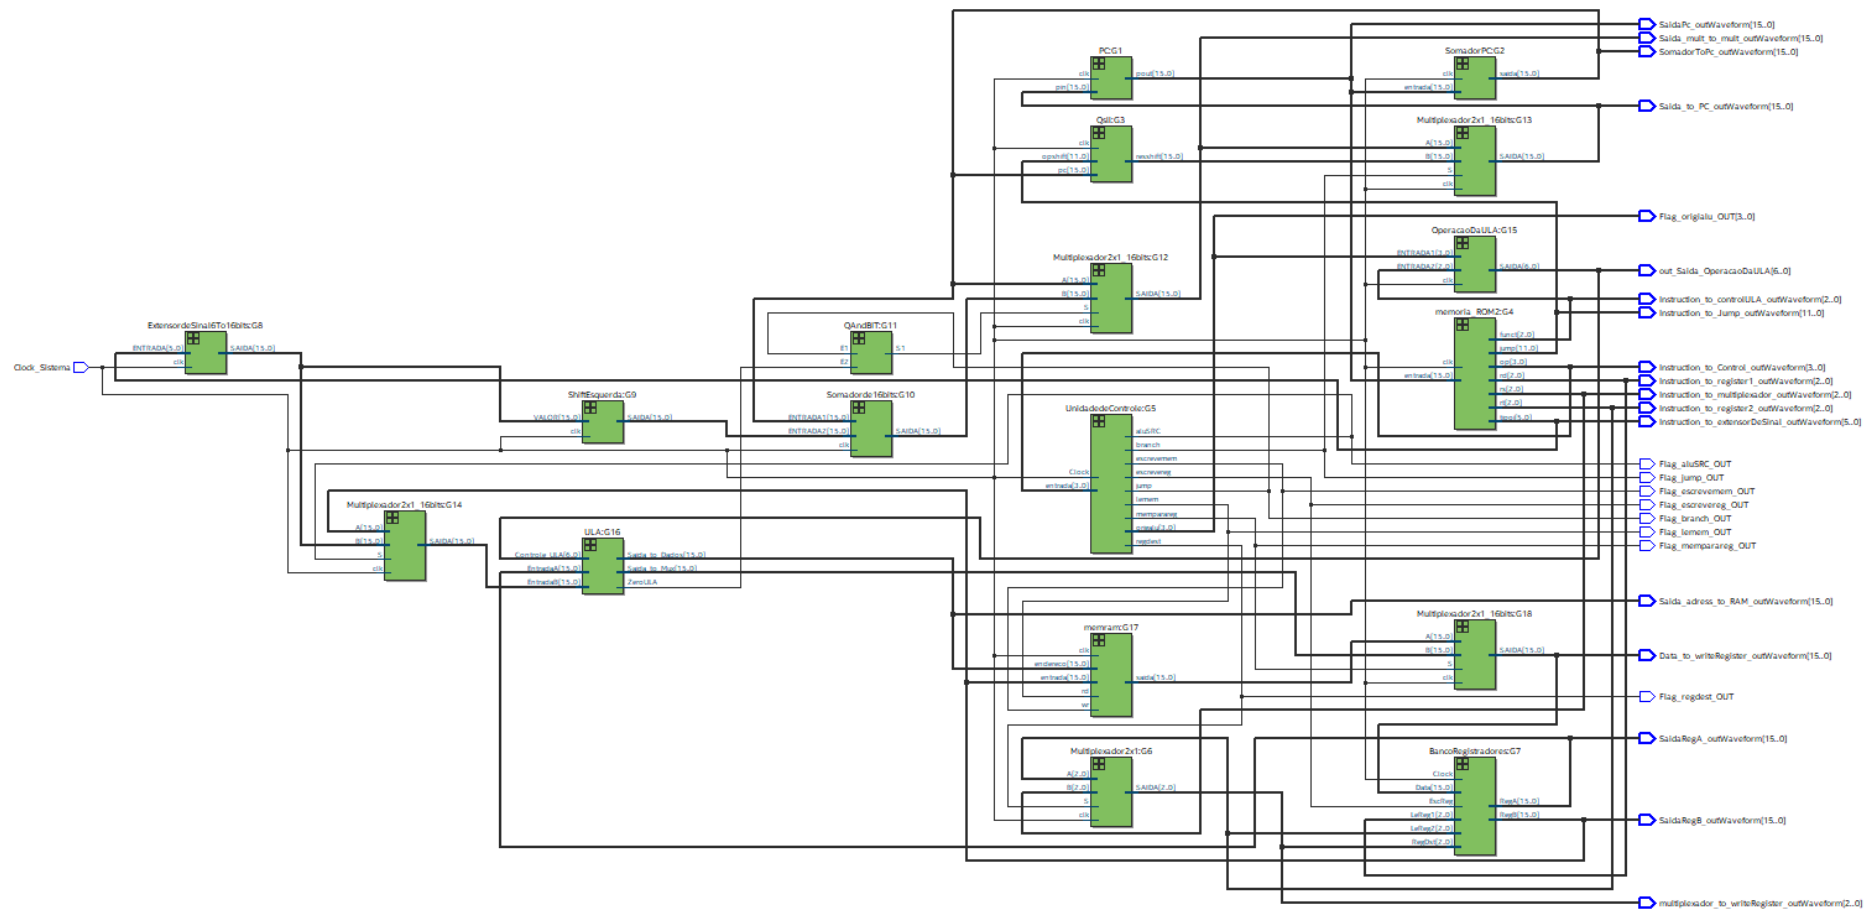 SaidaPc_outWaveform[15..0]
Saida_mult_to_mult_outWaveform[15..0]
SomadorToPc_outWaveform[15..0]
PC:G1
clk
pin[15..0]
pout[15..0]
SomadorPC:G2
clk
entrada[15..0]
saida[15..0]
Saida_to_PC_outWaveform[15..0]
Qsll:G3
clk
opshift[11..0]
pc[15..0]
resshift[15..0]
Multiplexador2x1_16bits:G13
A[15..0]
B[15..0]
S
clk
SAIDA[15..0]
Flag_origialu_OUT[3..0]
OperacaoDaULA:G15
ENTRADA1[3..0]
ENTRADA2[2..0]
clk
SAIDA[6..0]
out_Saida_OperacaoDaULA[6..0]
Multiplexador2x1_16bits:G12
A[15..0]
B[15..0]
S
clk
SAIDA[15..0]
Instruction_to_controlULA_outWaveform[2..0]
Instruction_to_Jump_outWaveform[11..0]
memoria_ROM2:G4
clk
entrada[15..0]
funct[2..0]
jump[11..0]
op[3..0]
rd[2..0]
rs[2..0]
rt[2..0]
ExtensordeSinal6To16bits:G8
ENTRADA[5..0]
clk
SAIDA[15..0]
Clock_Sistema
QAndBIT:G11
E1
E2
S1
Instruction_to_Control_outWaveform[3..0]
Instruction_to_register1_outWaveform[2..0]
Instruction_to_multiplexador_outWaveform[2..0]
Instruction_to_register2_outWaveform[2..0]
Instruction_to_extensorDeSinal_outWaveform[5..0]
ShiftEsquerda:G9
VALOR[15..0]
clk
SAIDA[15..0]
Somadorde16bits:G10
ENTRADA1[15..0]
ENTRADA2[15..0]
clk
SAIDA[15..0]
UnidadedeControle:G5
Clock
entrada[3..0]
aluSRC
branch
escrevemem
escrevereg
jump
lemem
mempareg
regdest
Flag_aluSRC_OUT
Flag_jump_OUT
Flag_escrevemem_OUT
Flag_escrevereg_OUT
Flag_branch_OUT
Flag_lemem_OUT
Flag_mempareg_OUT
Multiplexador2x1_16bits:G14
A[15..0]
B[15..0]
S
clk
SAIDA[15..0]
ULA:G16
Controle_ULA[6..0]
EntradaA[15..0]
EntradaB[15..0]
Saida_to_Dados[15..0]
Saida_to_Mux[15..0]
ZeroULA
Saida_adress_to_RAM_outWaveform[15..0]
memram:G17
clk
endereco[15..0]
entrada[15..0]
rd
wr
saida[15..0]
Multiplexador2x1_16bits:G18
A[15..0]
B[15..0]
S
clk
SAIDA[15..0]
Data_to_writeRegister_outWaveform[15..0]
Flag_regdest_OUT
Multiplexador2x1:G6
A[2..0]
B[2..0]
S
clk
SAIDA[2..0]
BancoRegistradores:G7
Clock
Data[15..0]
EscReg
LeReg1[2..0]
LeReg2[2..0]
RegDst[2..0]
RegA[15..0]
RegB[15..0]
SaidaRegA_outWaveform[15..0]
SaidaRegB_outWaveform[15..0]
multiplexador_to_writeRegister_outWaveform[2..0]